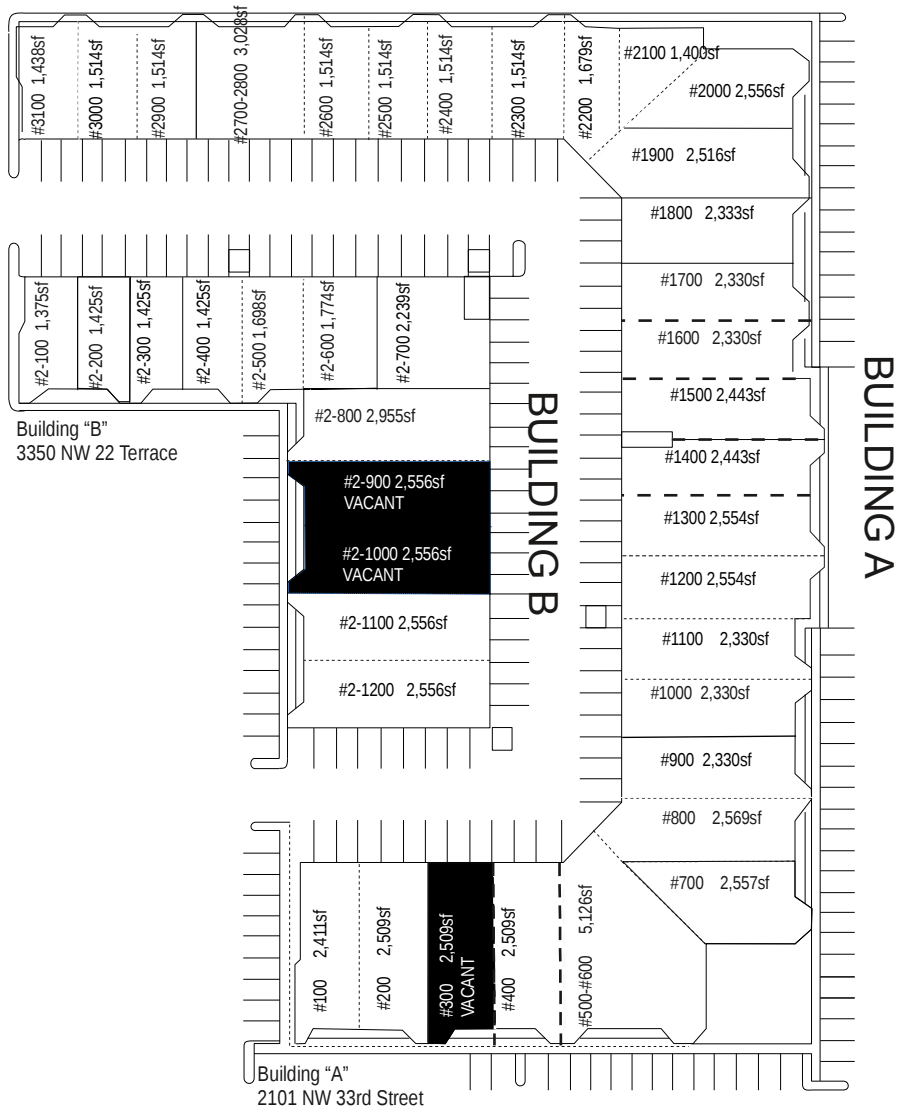 #3100 1,438sf
#3000 1,514sf
#2900 1,514sf
#2700-2800 3,028sf
#2600 1,514sf
#2500 1,514sf
#2400 1,514sf
#2300 1,514sf
#2200 1,679sf
#2100 1,400sf
#2000 2,556sf
#1900 2,516sf
#1800 2,333sf
#1700 2,330sf
#1600 2,330sf
#1500 2,443sf
#1400 2,443sf
#1300 2,554sf
#1200 2,554sf
#1100 2,330sf
#1000 2,330sf
#900 2,330sf
#800 2,569sf
#700 2,557sf
BUILDING A
#2-100 1,375sf
#2-200 1,425sf
#2-300 1,425sf
#2-400 1,425sf
#2-500 1,698sf
#2-600 1,774sf
#2-700 2,239sf
Building “B”
3350 NW 22 Terrace
#2-800 2,955sf
#2-900 2,556sf
VACANT
#2-1000 2,556sf
VACANT
#2-1100 2,556sf
#2-1200 2,556sf
BUILDING B
#100 2,411sf
#200 2,509sf
#300 2,509sf
VACANT
#400 2,509sf
#500-#600 5,126sf
Building “A”
2101 NW 33rd Street